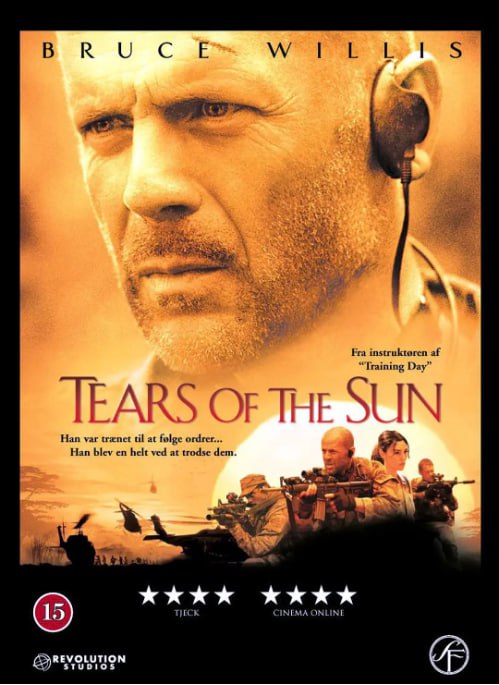 BRUCE WILLIS
Fra instruktøren af
"Training Day"
TEARS OF THE SUN
Han var trænet til at følge ordrer...
Han blev en helt ved at trodse dem.
15
TJECK
CINEMA ONLINE
REVOLUTION
STUDIOS
SF